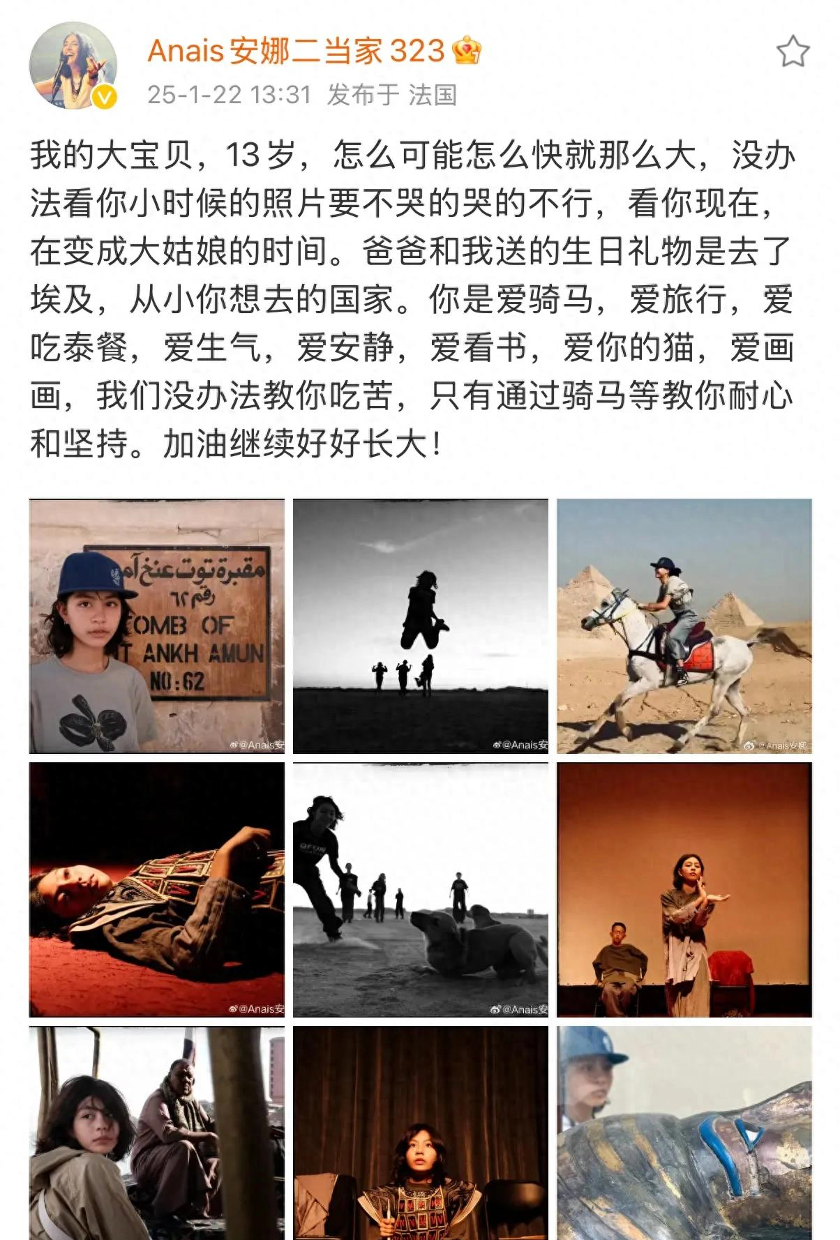 Anais安娜二当家323
25-1-22 13:31 发布于 法国
我的大宝贝，13岁，怎么可能怎么快就那么大，没办
法看你小时候的照片要不哭的哭的不行，看你现在，
在变成大姑娘的时间。爸爸和我送的生日礼物是去了
埃及，从小你想去的国家。你是爱骑马，爱旅行，爱
吃泰餐，爱生气，爱安静，爱看书，爱你的猫，爱画
画，我们没办法教你吃苦，只有通过骑马等教你耐心
和坚持。加油继续好好长大！
مقبرة توت عنخ آمو
رقم ٦٢
TOMB OF
T ANKH AMUN
NO:62
@Anais安
@Anais安
@Anais安娜二
@Anais安
@Anais安
@Anais安